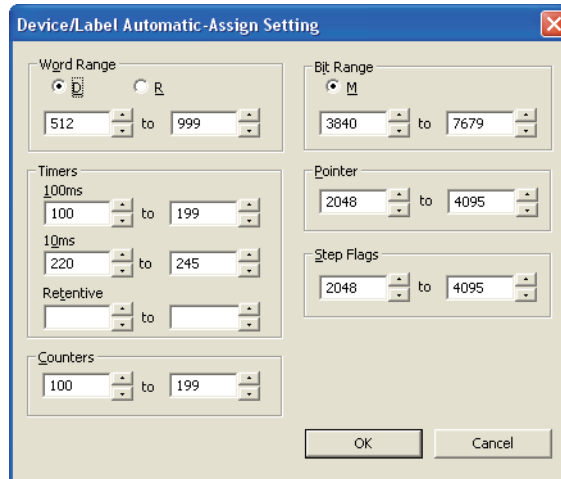 Device/Label Automatic-Assign Setting
Word Range
D R
512 to 999
Timers
100ms
100 to 199
10ms
220 to 245
Retentive
to
Counters
100 to 199
Bit Range
M
3840 to 7679
Pointer
2048 to 4095
Step Flags
2048 to 4095
OK Cancel